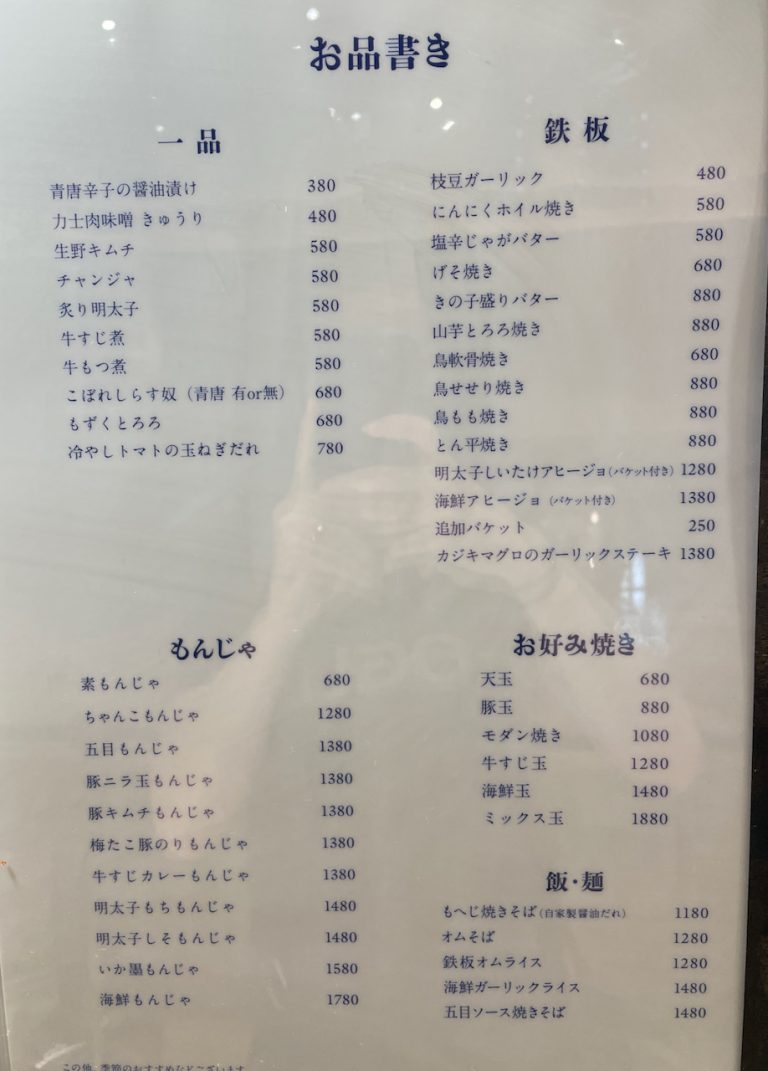 お品書き
一品
青唐辛子の醤油漬け 380
力士肉味噌 きゅうり 480
生野キムチ 580
チャンジャ 580
炙り明太子 580
牛すじ煮 580
牛もつ煮 580
こぼれしらす奴（青唐 有or無） 680
もずくとろろ 680
冷やしトマトの玉ねぎだれ 780
鉄板
枝豆ガーリック 480
にんにくホイル焼き 580
塩辛じゃがバター 580
げそ焼き 680
きの子盛りバター 880
山芋とろろ焼き 880
鳥軟骨焼き 680
鳥せせり焼き 880
鳥もも焼き 880
とん平焼き 880
明太子しいたけアヒージョ（バケット付き） 1280
海鮮アヒージョ（バケット付き） 1380
追加バケット 250
カジキマグロのガーリックステーキ 1380
もんじゃ
素もんじゃ 680
ちゃんこもんじゃ 1280
五目もんじゃ 1380
豚ニラ玉もんじゃ 1380
豚キムチもんじゃ 1380
梅たこ豚のりもんじゃ 1380
牛すじカレーもんじゃ 1380
明太子もちもんじゃ 1480
明太子しそもんじゃ 1480
いか墨もんじゃ 1580
海鮮もんじゃ 1780
お好み焼き
天玉 680
豚玉 880
モダン焼き 1080
牛すじ玉 1280
海鮮玉 1480
ミックス玉 1880
飯・麺
もへじ焼きそば（自家製醤油だれ） 1180
オムそば 1280
鉄板オムライス 1280
海鮮ガーリックライス 1480
五目ソース焼きそば 1480
この他、季節のおすすめなどございます